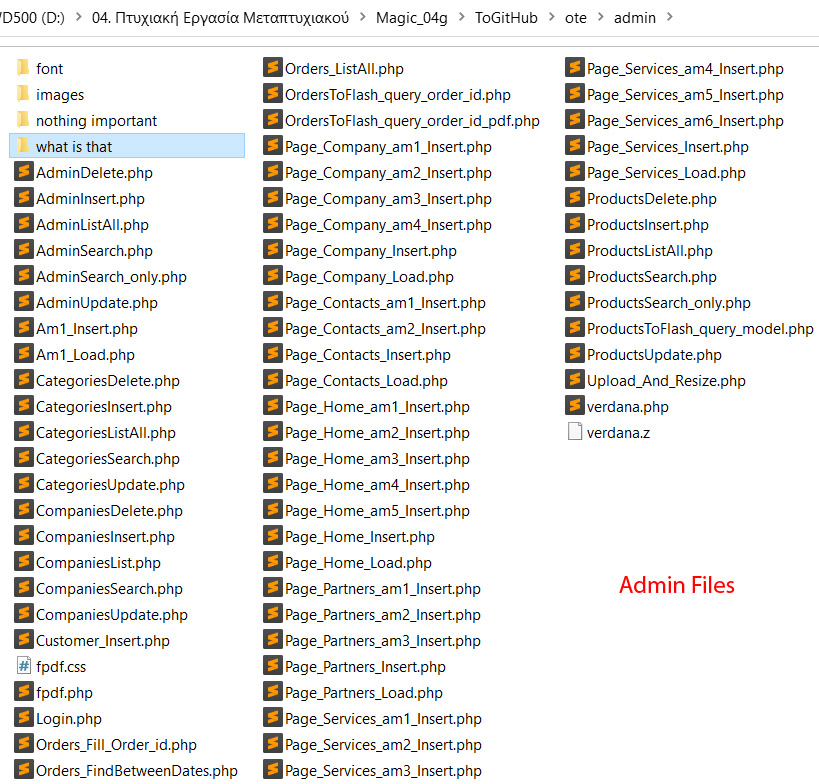 /D500 (D:) > 04. Πτυχιακή Εργασία Μεταπτυχιακού > Magic_04g > ToGitHub > ote > admin >
font
images
nothing important
what is that
AdminDelete.php
AdminInsert.php
AdminListAll.php
AdminSearch.php
AdminSearch_only.php
AdminUpdate.php
Am1_Insert.php
Am1_Load.php
CategoriesDelete.php
CategoriesInsert.php
CategoriesListAll.php
CategoriesSearch.php
CategoriesUpdate.php
CompaniesDelete.php
CompaniesInsert.php
CompaniesList.php
CompaniesSearch.php
CompaniesUpdate.php
Customer_Insert.php
fpdf.css
fpdf.php
Login.php
Orders_Fill_Order_id.php
Orders_FindBetweenDates.php
Orders_ListAll.php
OrdersToFlash_query_order_id.php
OrdersToFlash_query_order_id_pdf.php
Page_Company_am1_Insert.php
Page_Company_am2_Insert.php
Page_Company_am3_Insert.php
Page_Company_am4_Insert.php
Page_Company_Insert.php
Page_Company_Load.php
Page_Contacts_am1_Insert.php
Page_Contacts_am2_Insert.php
Page_Contacts_Insert.php
Page_Contacts_Load.php
Page_Home_am1_Insert.php
Page_Home_am2_Insert.php
Page_Home_am3_Insert.php
Page_Home_am4_Insert.php
Page_Home_am5_Insert.php
Page_Home_Insert.php
Page_Home_Load.php
Page_Partners_am1_Insert.php
Page_Partners_am2_Insert.php
Page_Partners_am3_Insert.php
Page_Partners_Insert.php
Page_Partners_Load.php
Page_Services_am1_Insert.php
Page_Services_am2_Insert.php
Page_Services_am3_Insert.php
Page_Services_am4_Insert.php
Page_Services_am5_Insert.php
Page_Services_am6_Insert.php
Page_Services_Insert.php
Page_Services_Load.php
ProductsDelete.php
ProductsInsert.php
ProductsListAll.php
ProductsSearch.php
ProductsSearch_only.php
ProductsToFlash_query_model.php
ProductsUpdate.php
Upload_And_Resize.php
verdana.php
verdana.z
Admin Files